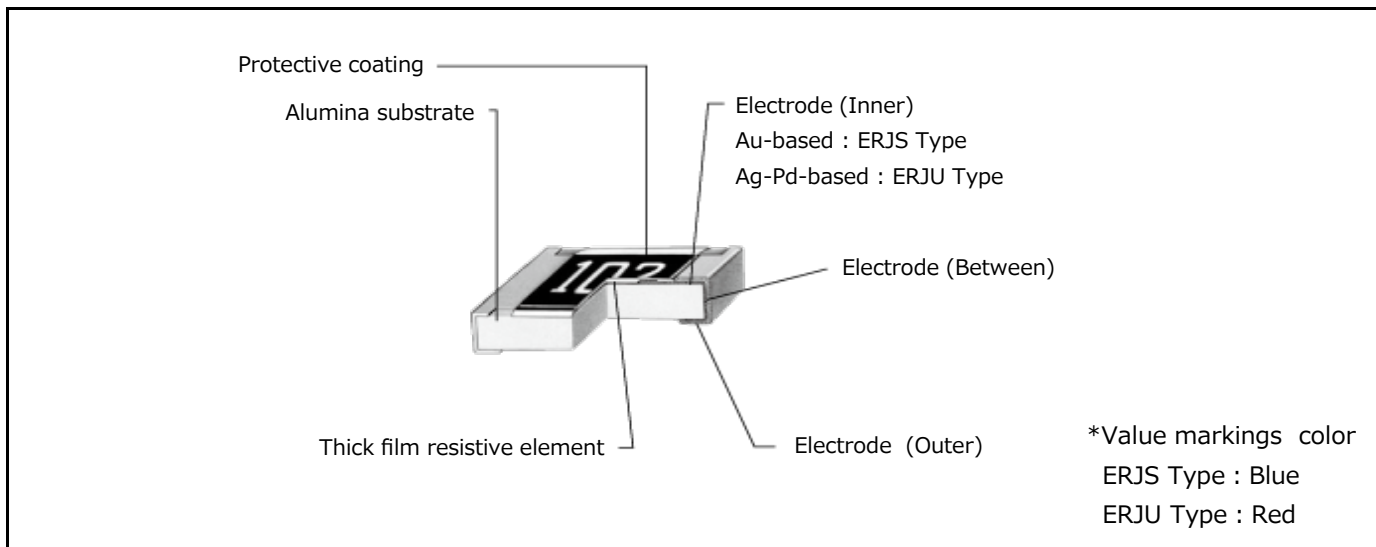 Protective coating
Alumina substrate
Electrode (Inner)
Au-based : ERJS Type
Ag-Pd-based : ERJU Type
102
Electrode (Between)
Thick film resistive element
Electrode (Outer)
*Value markings color
ERJS Type : Blue
ERJU Type : Red